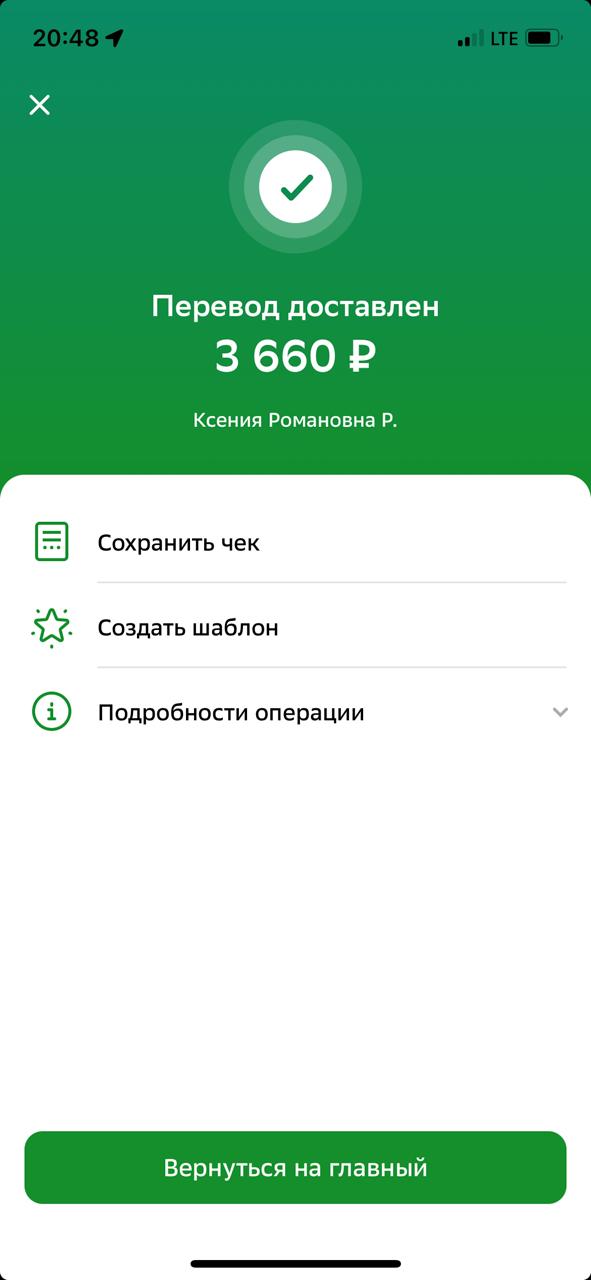 20:48 LTE
Перевод доставлен
3 660 ₽
Ксения Романовна Р.
Сохранить чек
Создать шаблон
Подробности операции
Вернуться на главный